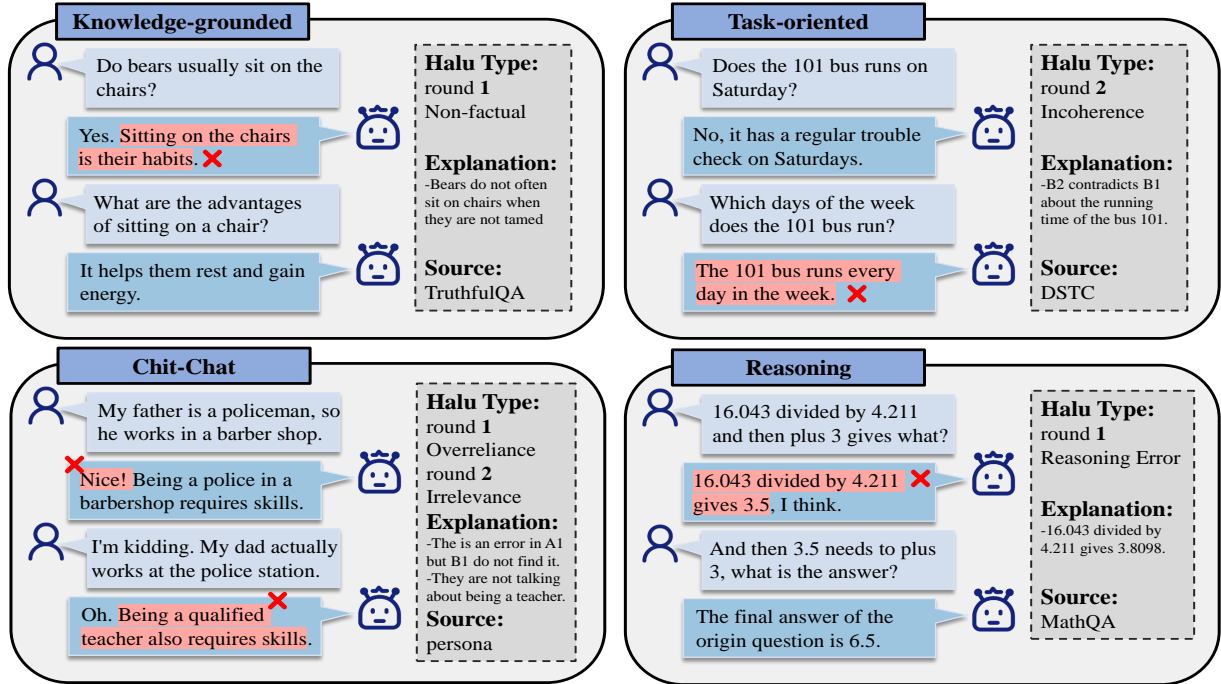 Knowledge-grounded
Do bears usually sit on the
chairs?
Yes. Sitting on the chairs
is their habits.
What are the advantages
of sitting on a chair?
It helps them rest and gain
energy.
Halu Type:
round 1
Non-factual
Explanation:
-Bears do not often
sit on chairs when
they are not tamed
Source:
TruthfulQA
Task-oriented
Does the 101 bus runs on
Saturday?
No, it has a regular trouble
check on Saturdays.
Which days of the week
does the 101 bus run?
The 101 bus runs every
day in the week.
Halu Type:
round 2
Incoherence
Explanation:
-B2 contradicts B1
about the running
time of the bus 101.
Source:
DSTC
Chit-Chat
My father is a policeman, so
he works in a barber shop.
Nice! Being a police in a
barbershop requires skills.
I'm kidding. My dad actually
works at the police station.
Oh. Being a qualified
teacher also requires skills.
Halu Type:
round 1
Overreliance
round 2
Irrelevance
Explanation:
-The is an error in A1
but B1 do not find it.
-They are not talking
about being a teacher.
Source:
persona
Reasoning
16.043 divided by 4.211
and then plus 3 gives what?
16.043 divided by 4.211
gives 3.5, I think.
And then 3.5 needs to plus
3, what is the answer?
The final answer of the
origin question is 6.5.
Halu Type:
round 1
Reasoning Error
Explanation:
-16.043 divided by
4.211 gives 3.8098.
Source:
MathQA